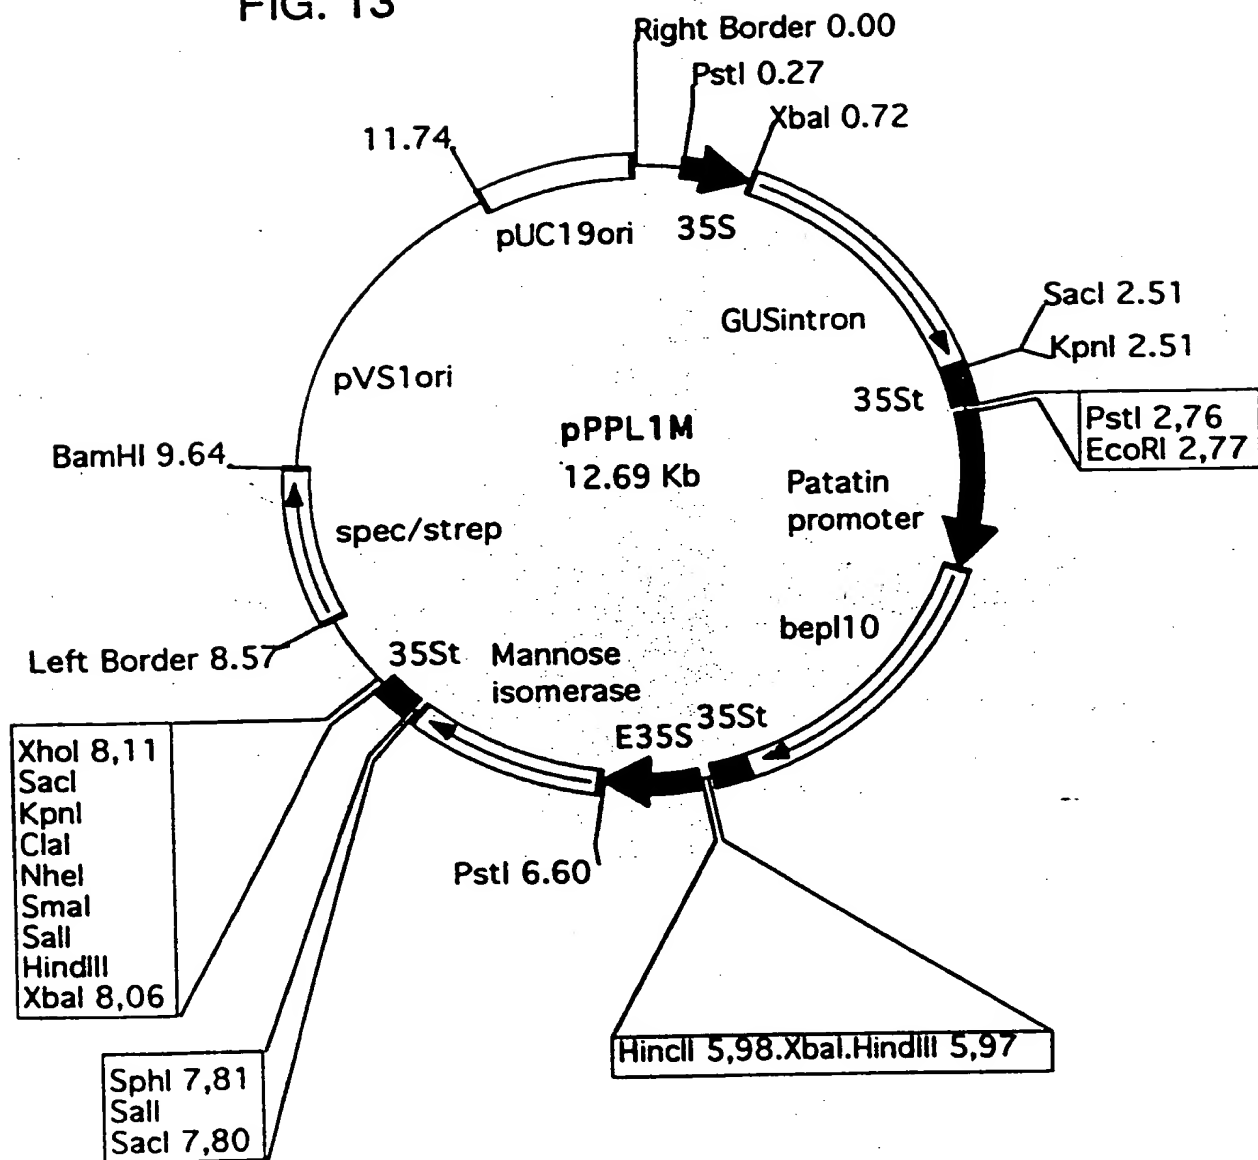 FIG. 13
Right Border 0.00
PstI 0.27
XbaI 0.72
11.74
pUC19ori
35S
GUSintron
SacI 2.51
KpnI 2.51
35St
PstI 2,76
EcoRI 2,77
pVS1ori
pPPL1M
12.69 Kb
BamHI 9.64
Patatin
promoter
spec/strep
bepl10
Left Border 8.57
35St
Mannose
isomerase
E35S
35St
XhoI 8,11
SacI
KpnI
ClaI
NheI
SmaI
SalI
HindIII
XbaI 8,06
PstI 6.60
HincII 5,98.XbaI.HindIII 5,97
SphI 7,81
SalI
SacI 7,80